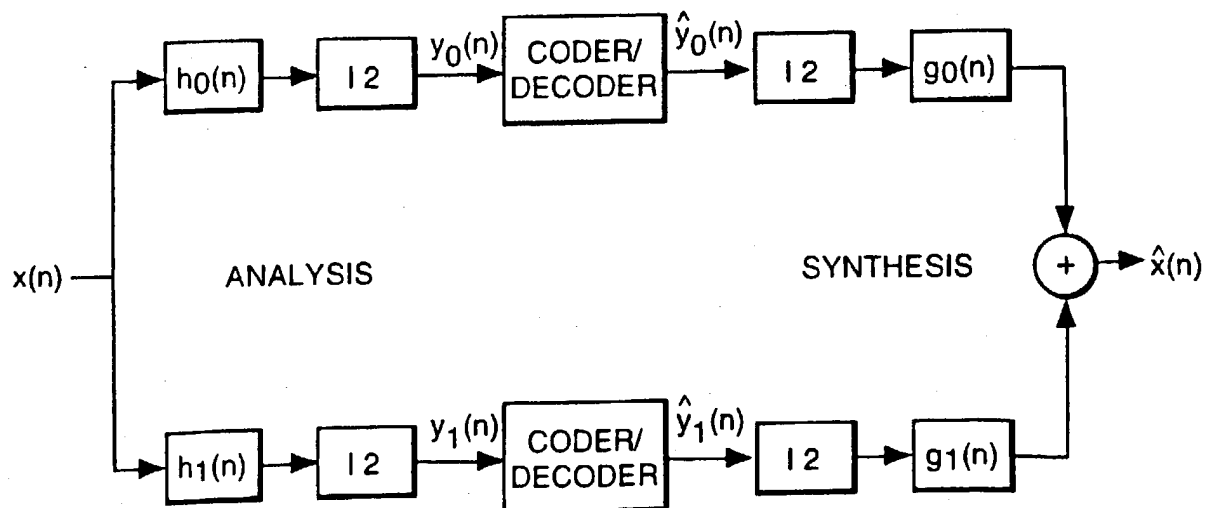 h0(n)
I 2
y0(n)
CODER/
DECODER
ŷ0(n)
I 2
g0(n)
x(n)
ANALYSIS
SYNTHESIS
+
x̂(n)
h1(n)
I 2
y1(n)
CODER/
DECODER
ŷ1(n)
I 2
g1(n)